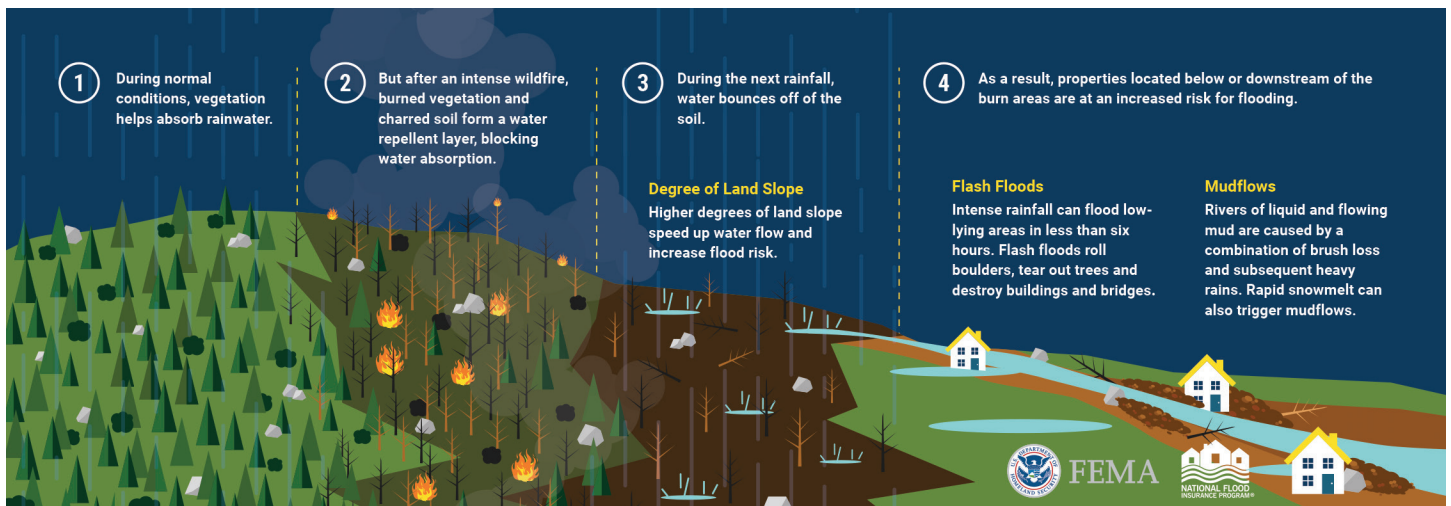 1
During normal
conditions, vegetation
helps absorb rainwater.
2
But after an intense wildfire,
burned vegetation and
charred soil form a water
repellent layer, blocking
water absorption.
3
During the next rainfall,
water bounces off of the
soil.
Degree of Land Slope
Higher degrees of land slope
speed up water flow and
increase flood risk.
4
As a result, properties located below or downstream of the
burn areas are at an increased risk for flooding.
Flash Floods
Intense rainfall can flood low-
lying areas in less than six
hours. Flash floods roll
boulders, tear out trees and
destroy buildings and bridges.
Mudflows
Rivers of liquid and flowing
mud are caused by a
combination of brush loss
and subsequent heavy
rains. Rapid snowmelt can
also trigger mudflows.
U.S. DEPARTMENT OF
HOMELAND SECURITY
FEMA
NATIONAL FLOOD
INSURANCE PROGRAM®